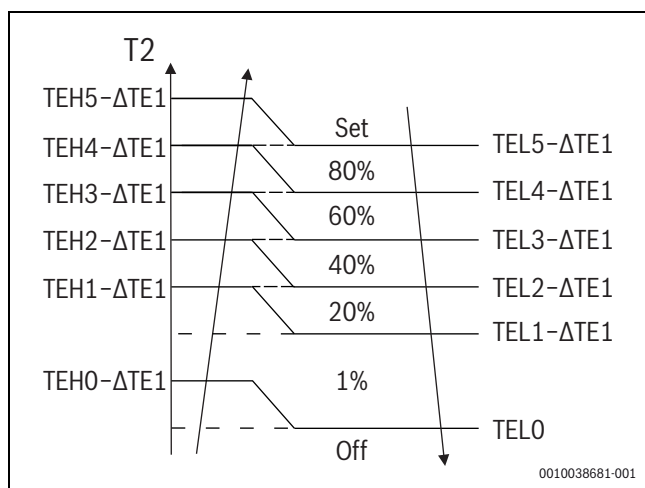 T2
TEH5-ΔTE1
Set
TEH4-ΔTE1
TEL5-ΔTE1
80%
TEH3-ΔTE1
TEL4-ΔTE1
60%
TEH2-ΔTE1
TEL3-ΔTE1
40%
TEH1-ΔTE1
TEL2-ΔTE1
20%
TEL1-ΔTE1
TEH0-ΔTE1
1%
TEL0
Off
0010038681-001